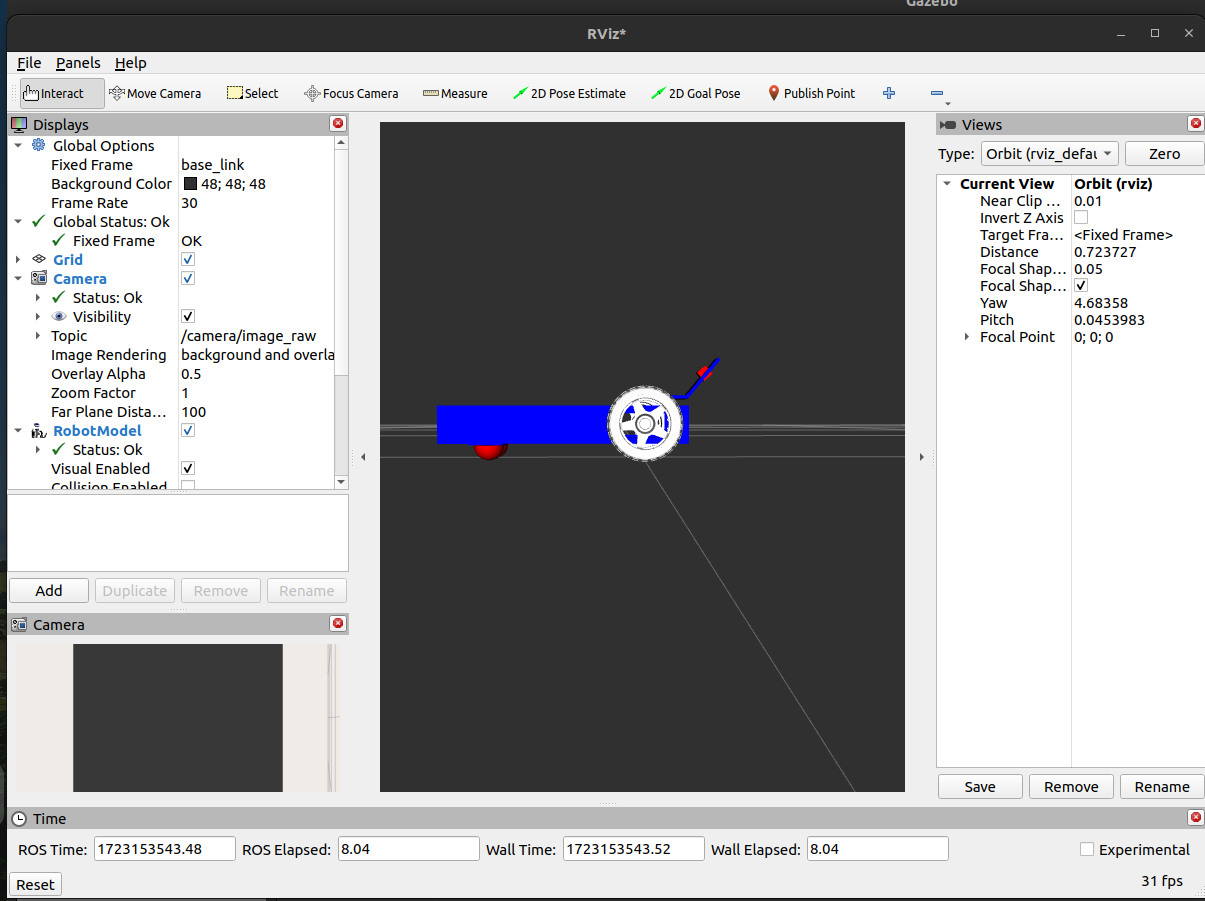 Gazebo
RViz*
File Panels Help
Interact Move Camera Select Focus Camera Measure 2D Pose Estimate 2D Goal Pose Publish Point
Displays
Global Options
Fixed Frame base_link
Background Color 48; 48; 48
Frame Rate 30
Global Status: Ok
Fixed Frame OK
Grid
Camera
Status: Ok
Visibility
Topic /camera/image_raw
Image Rendering background and overla
Overlay Alpha 0.5
Zoom Factor 1
Far Plane Dista... 100
RobotModel
Status: Ok
Visual Enabled
Collision Enabled
Add Duplicate Remove Rename
Camera
Views
Type: Orbit (rviz_defau Zero
Current View Orbit (rviz)
Near Clip ... 0.01
Invert Z Axis
Target Fra... <Fixed Frame>
Distance 0.723727
Focal Shap... 0.05
Focal Shap...
Yaw 4.68358
Pitch 0.0453983
Focal Point 0; 0; 0
Save Remove Rename
Time
ROS Time: 1723153543.48 ROS Elapsed: 8.04 Wall Time: 1723153543.52 Wall Elapsed: 8.04 Experimental
Reset 31 fps